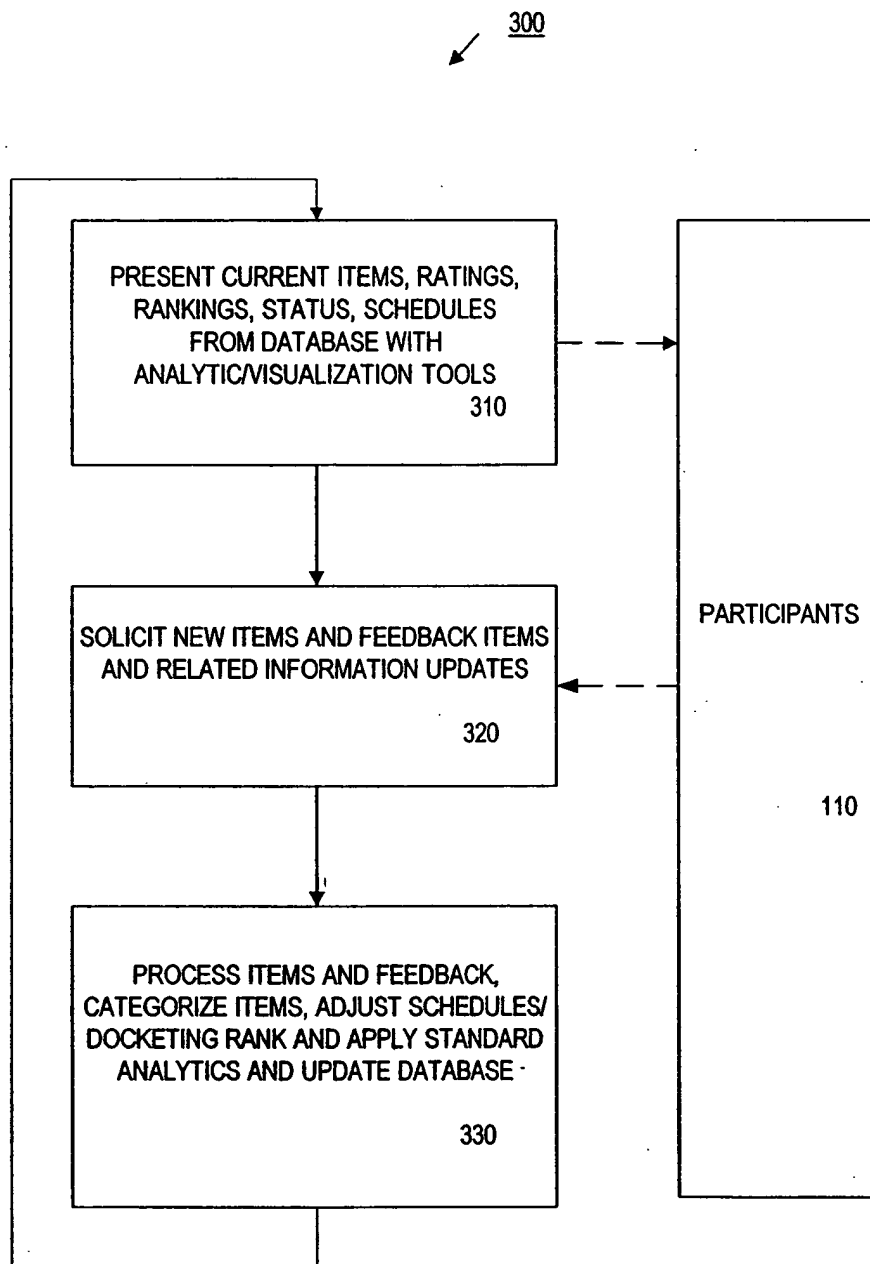 300
PRESENT CURRENT ITEMS, RATINGS,
RANKINGS, STATUS, SCHEDULES
FROM DATABASE WITH
ANALYTIC/VISUALIZATION TOOLS
310
SOLICIT NEW ITEMS AND FEEDBACK ITEMS
AND RELATED INFORMATION UPDATES
320
PROCESS ITEMS AND FEEDBACK,
CATEGORIZE ITEMS, ADJUST SCHEDULES/
DOCKETING RANK AND APPLY STANDARD
ANALYTICS AND UPDATE DATABASE
330
PARTICIPANTS
110